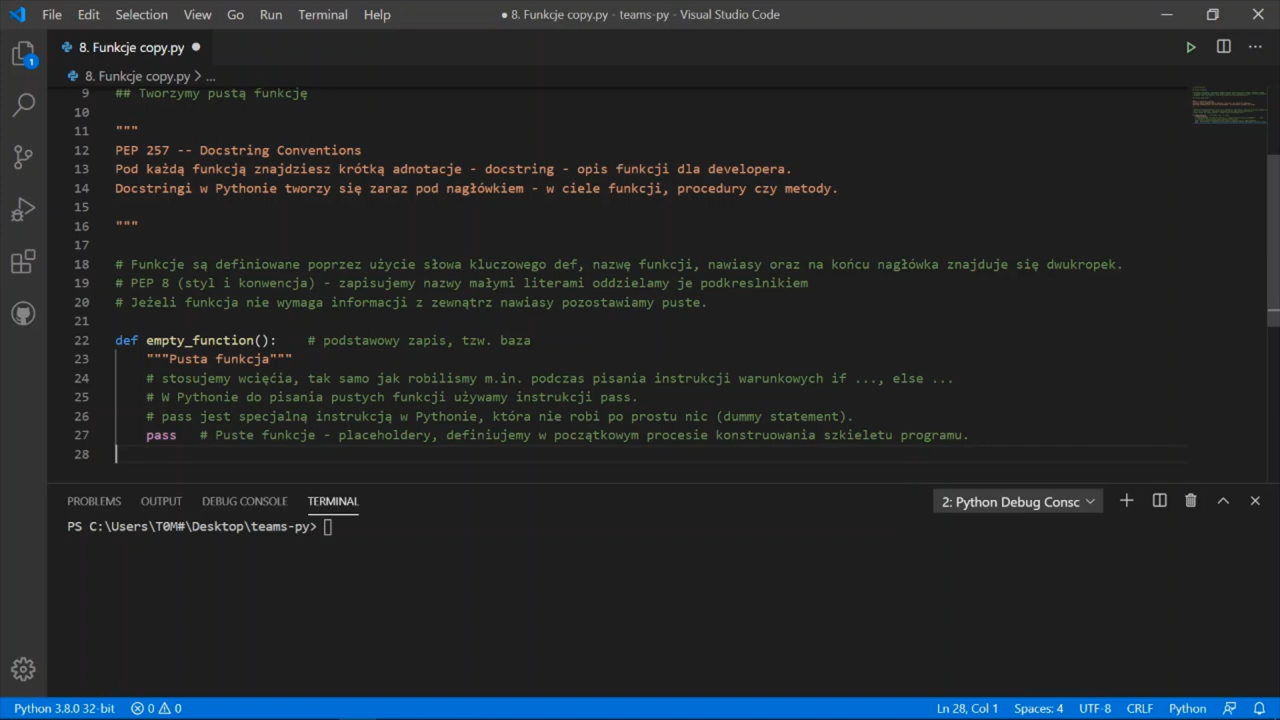 File Edit Selection View Go Run Terminal Help
● 8. Funkcje copy.py - teams-py - Visual Studio Code
8. Funkcje copy.py ●
8. Funkcje copy.py > ...
1
9 ## Tworzymy pustą funkcję
10
11 """
12 PEP 257 -- Docstring Conventions
13 Pod każdą funkcją znajdziesz krótką adnotacje - docstring - opis funkcji dla developera.
14 Docstringi w Pythonie tworzy się zaraz pod nagłówkiem - w ciele funkcji, procedury czy metody.
15
16 """
17
18 # Funkcje są definiowane poprzez użycie słowa kluczowego def, nazwę funkcji, nawiasy oraz na końcu nagłówka znajduje się dwukropek.
19 # PEP 8 (styl i konwencja) - zapisujemy nazwy małymi literami oddzielamy je podkreslnikiem
20 # Jeżeli funkcja nie wymaga informacji z zewnątrz nawiasy pozostawiamy puste.
21
22 def empty_function(): # podstawowy zapis, tzw. baza
23 """Pusta funkcja"""
24 # stosujemy wcięćia, tak samo jak robilismy m.in. podczas pisania instrukcji warunkowych if ..., else ...
25 # W Pythonie do pisania pustych funkcji używamy instrukcji pass.
26 # pass jest specjalną instrukcją w Pythonie, która nie robi po prostu nic (dummy statement).
27 pass # Puste funkcje - placeholdery, definiujemy w początkowym procesie konstruowania szkieletu programu.
28
PROBLEMS OUTPUT DEBUG CONSOLE TERMINAL 2: Python Debug Consc
PS C:\Users\T0M#\Desktop\teams-py>
Python 3.8.0 32-bit 0 0 Ln 28, Col 1 Spaces: 4 UTF-8 CRLF Python